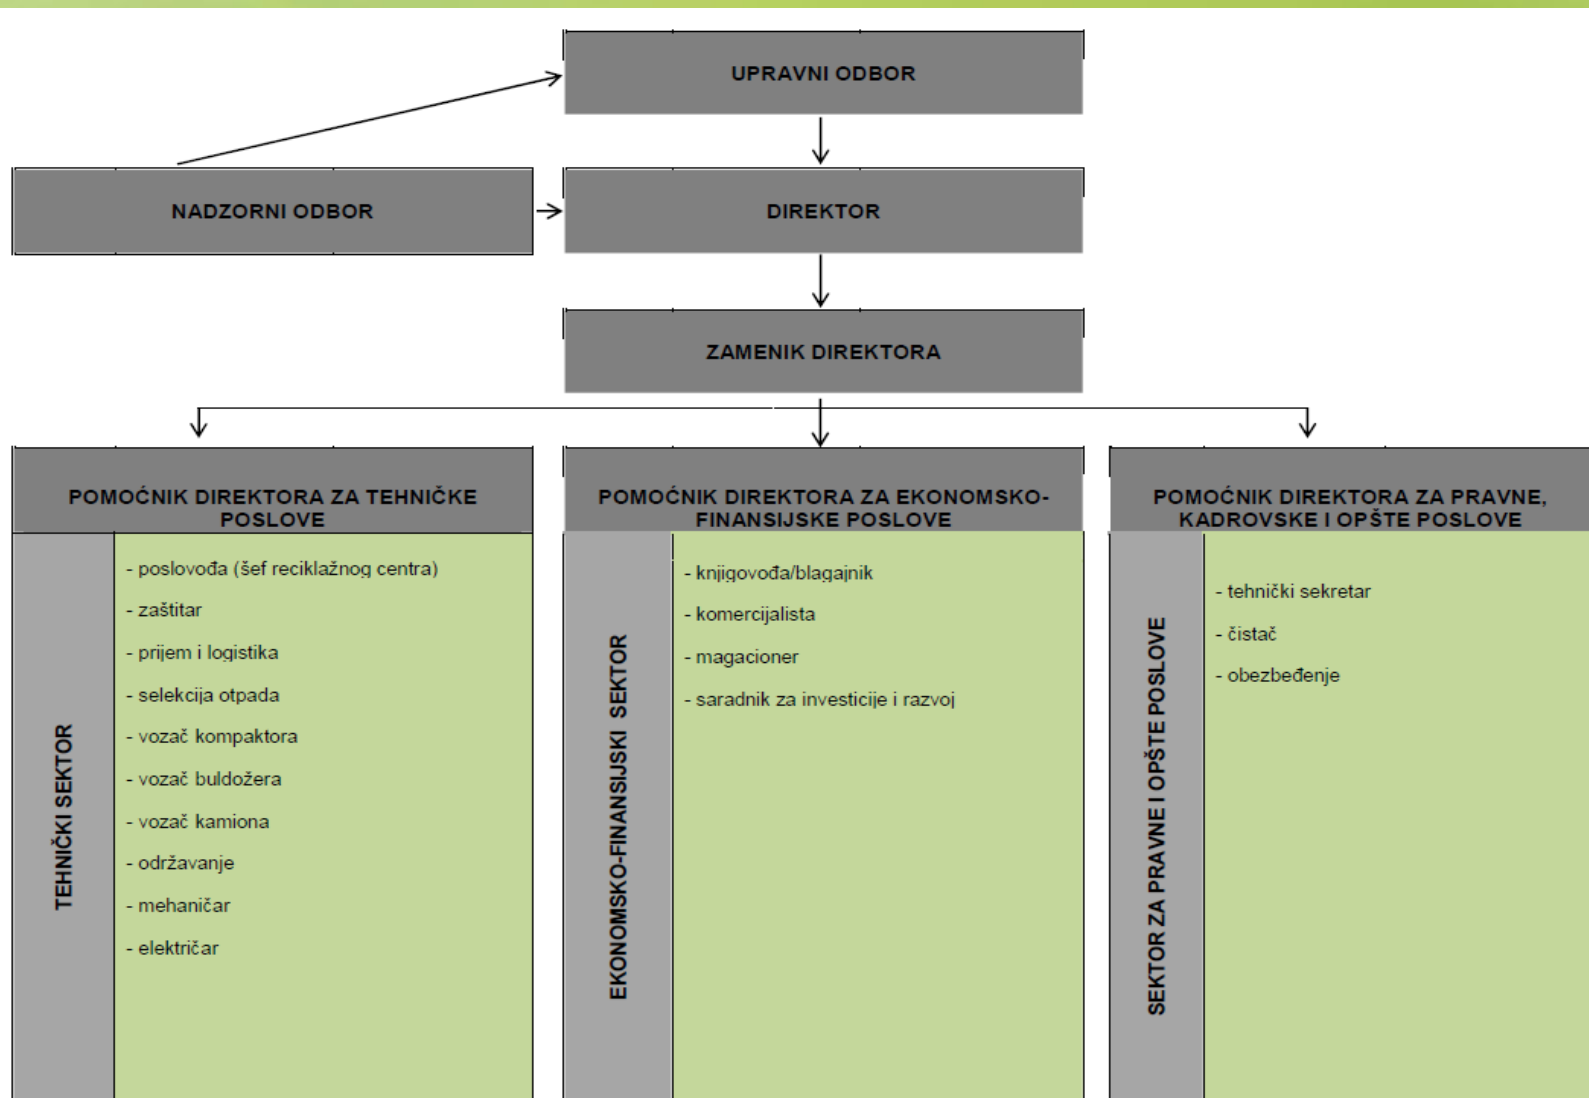 UPRAVNI ODBOR
NADZORNI ODBOR
DIREKTOR
ZAMENIK DIREKTORA
POMOĆNIK DIREKTORA ZA TEHNIČKE
POSLOVE
TEHNIČKI SEKTOR
- poslovođa (šef reciklažnog centra)
- zaštitar
- prijem i logistika
- selekcija otpada
- vozač kompaktora
- vozač buldožera
- vozač kamiona
- održavanje
- mehaničar
- električar
POMOĆNIK DIREKTORA ZA EKONOMSKO-
FINANSIJSKE POSLOVE
EKONOMSKO-FINANSIJSKI SEKTOR
- knjigovođa/blagajnik
- komercijalista
- magacioner
- saradnik za investicije i razvoj
POMOĆNIK DIREKTORA ZA PRAVNE,
KADROVSKE I OPŠTE POSLOVE
SEKTOR ZA PRAVNE I OPŠTE POSLOVE
- tehnički sekretar
- čistač
- obezbeđenje